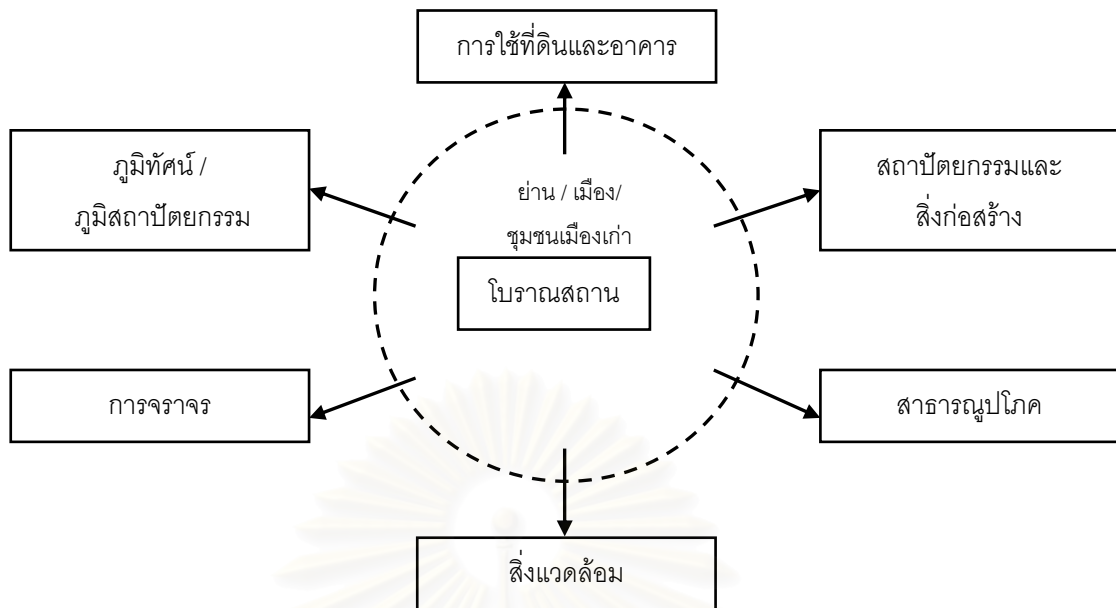 การใช้ที่ดินและอาคาร
ภูมิทัศน์ /
ภูมิสถาปัตยกรรม
สถาปัตยกรรมและ
สิ่งก่อสร้าง
ย่าน / เมือง/
ชุมชนเมืองเก่า
โบราณสถาน
การจราจร
สาธารณูปโภค
สิ่งแวดล้อม